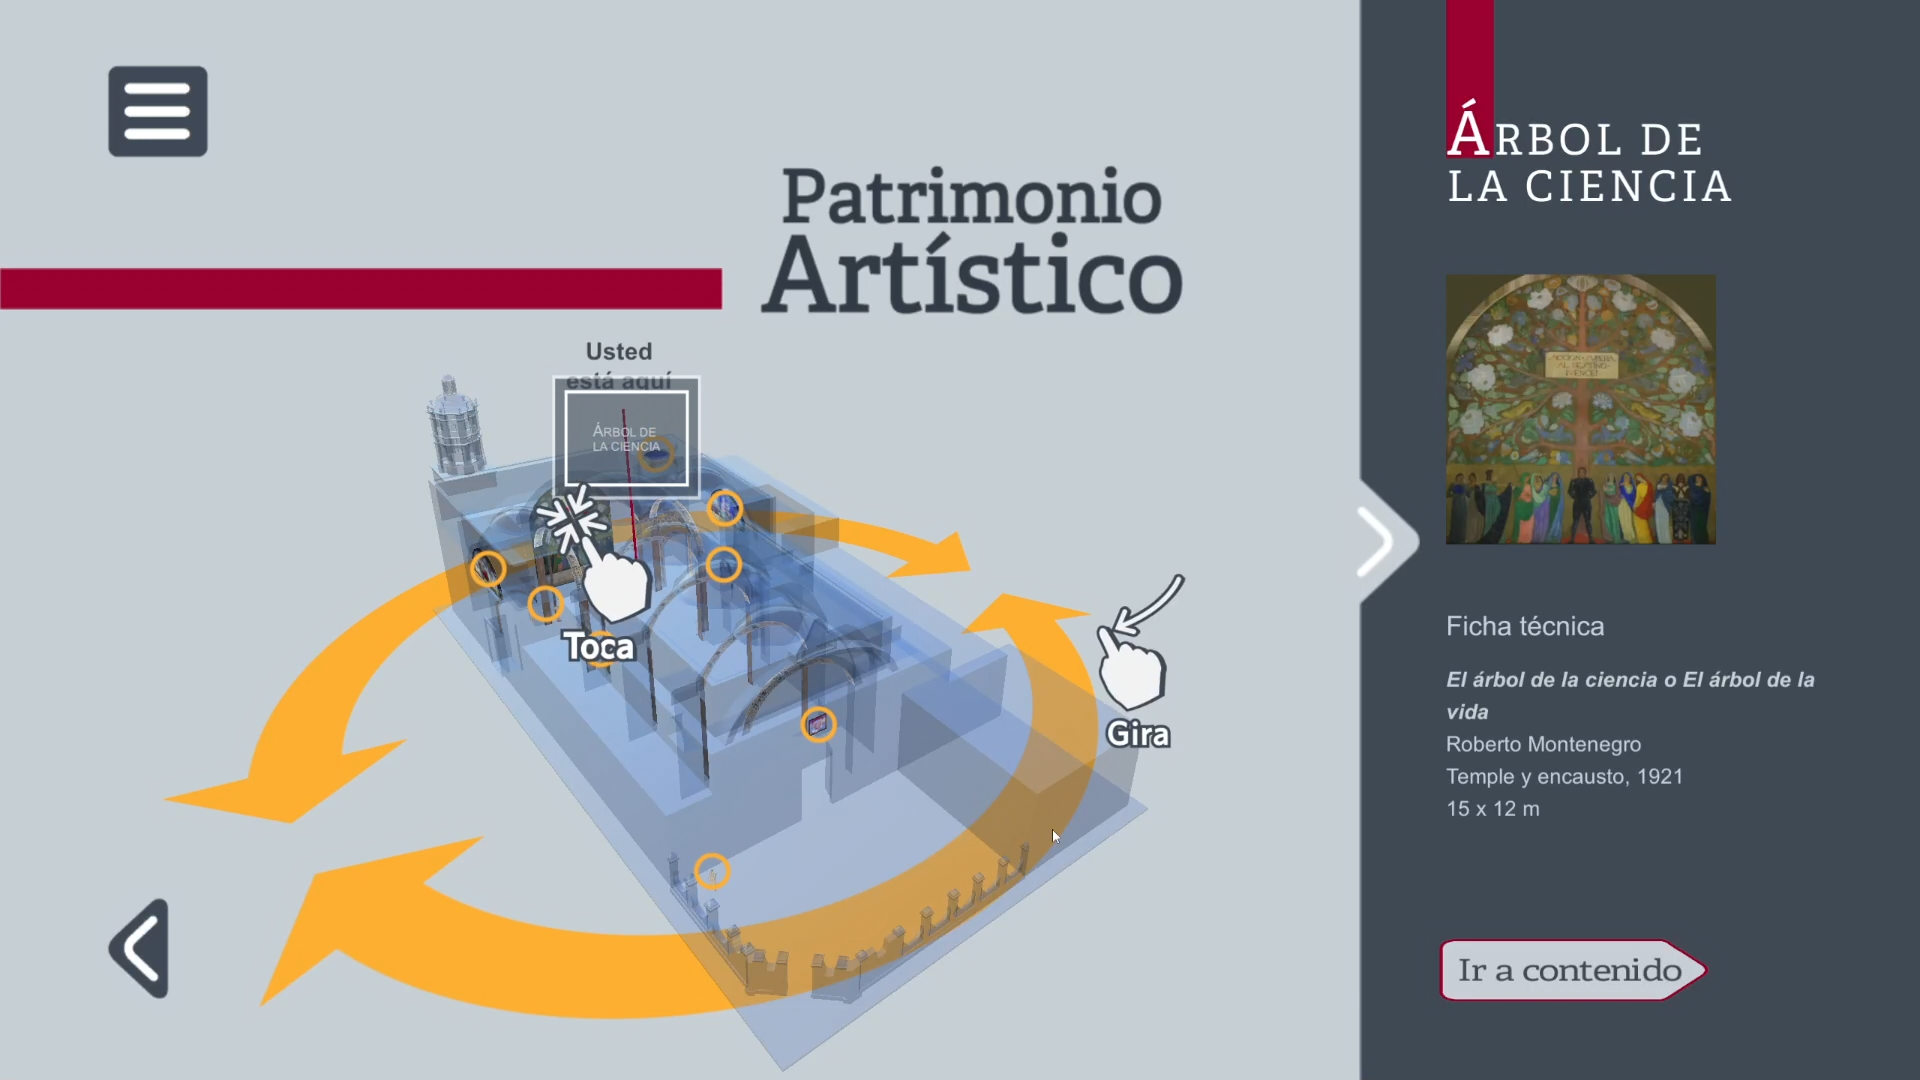 Patrimonio
Artístico
Usted
está aquí
ÁRBOL DE
LA CIENCIA
Toca
Gira
ÁRBOL DE
LA CIENCIA
Ficha técnica
El árbol de la ciencia o El árbol de la
vida
Roberto Montenegro
Temple y encausto, 1921
15 x 12 m
Ir a contenido